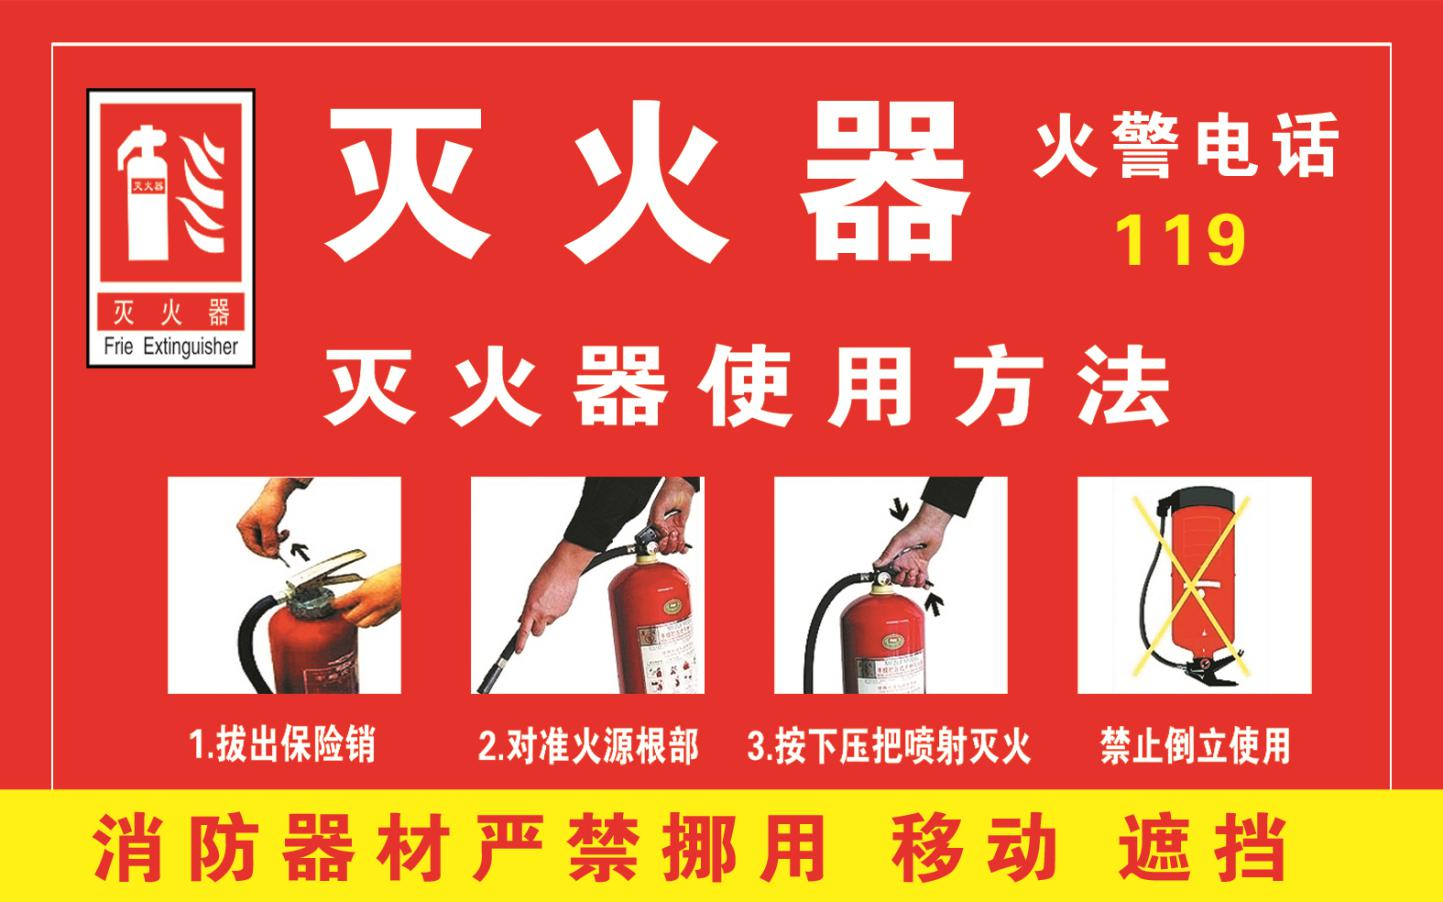 灭火器
火警电话
119
灭火器
灭火器
Frie Extinguisher
灭火器使用方法
1.拔出保险销
2.对准火源根部
3.按下压把喷射灭火
禁止倒立使用
消防器材严禁挪用 移动 遮挡